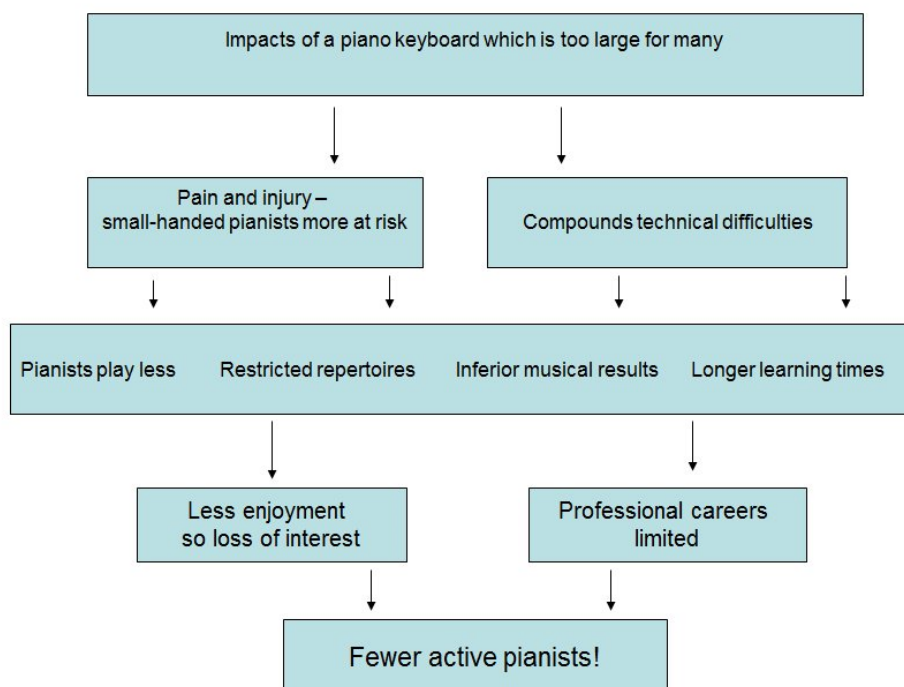 Impacts of a piano keyboard which is too large for many
Pain and injury –
small-handed pianists more at risk
Compounds technical difficulties
Pianists play less
Restricted repertoires
Inferior musical results
Longer learning times
Less enjoyment
so loss of interest
Professional careers
limited
Fewer active pianists!